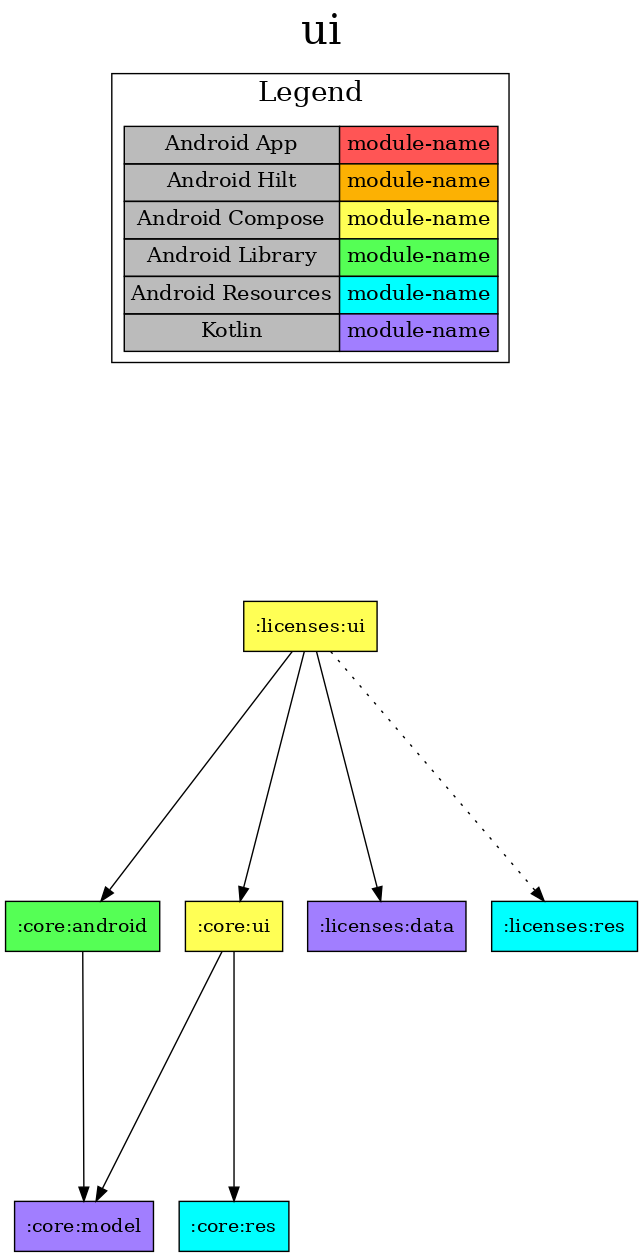 ui
Legend
Android App module-name
Android Hilt module-name
Android Compose module-name
Android Library module-name
Android Resources module-name
Kotlin module-name
:licenses:ui
:core:android :core:ui :licenses:data :licenses:res
:core:model :core:res